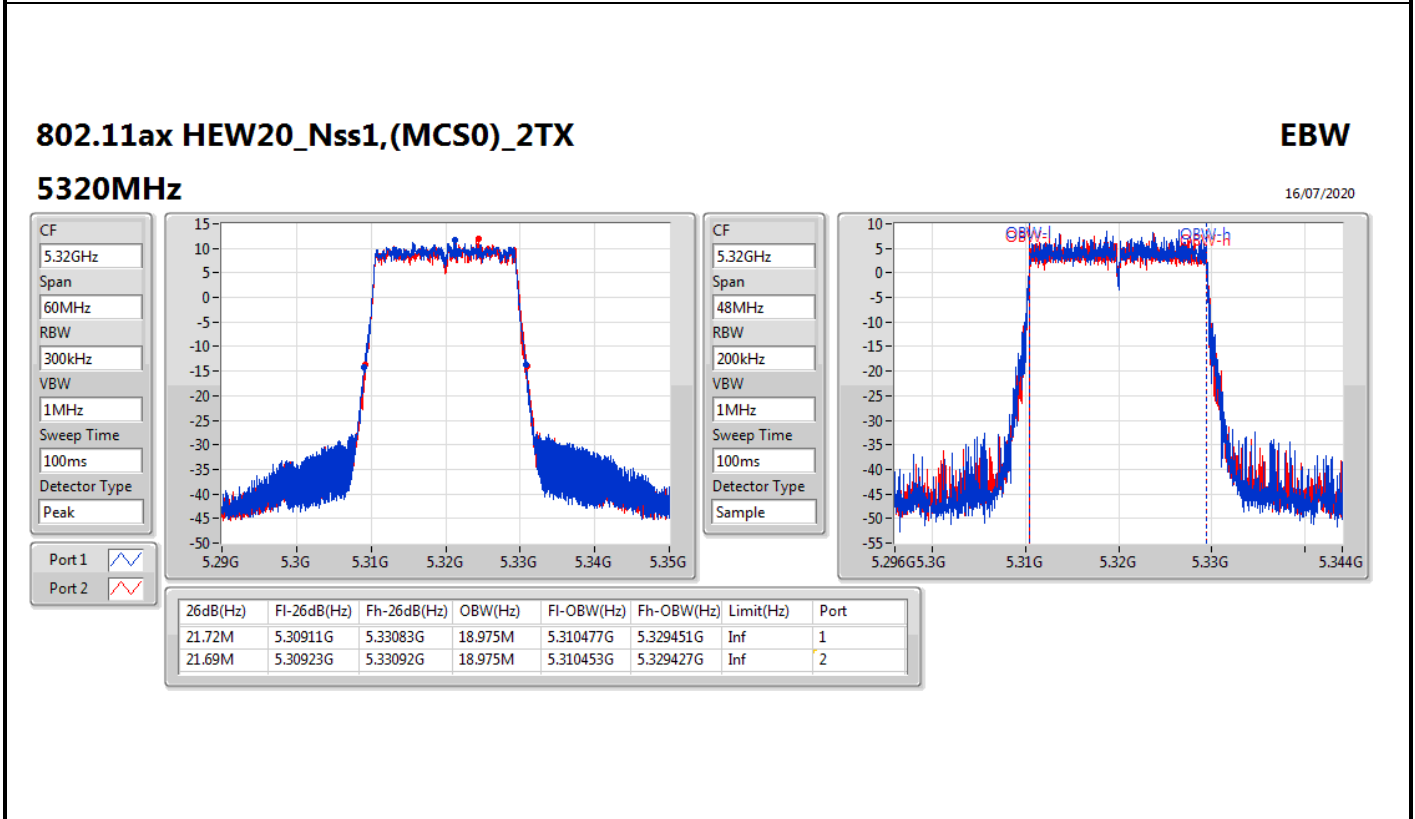 802.11ax HEW20_Nss1,(MCS0)_2TX
EBW
5320MHz
16/07/2020
CF
5.32GHz
Span
60MHz
RBW
300kHz
VBW
1MHz
Sweep Time
100ms
Detector Type
Peak
Port 1
Port 2
15
10
5
0
-5
-10
-15
-20
-25
-30
-35
-40
-45
-50
5.29G 5.3G 5.31G 5.32G 5.33G 5.34G 5.35G
CF
5.32GHz
Span
48MHz
RBW
200kHz
VBW
1MHz
Sweep Time
100ms
Detector Type
Sample
10
5
0
-5
-10
-15
-20
-25
-30
-35
-40
-45
-50
-55
OBW-l OBW-h
OBW-l OBW-h
5.296G 5.3G 5.31G 5.32G 5.33G 5.344G
26dB(Hz) Fl-26dB(Hz) Fh-26dB(Hz) OBW(Hz) Fl-OBW(Hz) Fh-OBW(Hz) Limit(Hz) Port
21.72M 5.30911G 5.33083G 18.975M 5.310477G 5.329451G Inf 1
21.69M 5.30923G 5.33092G 18.975M 5.310453G 5.329427G Inf 2